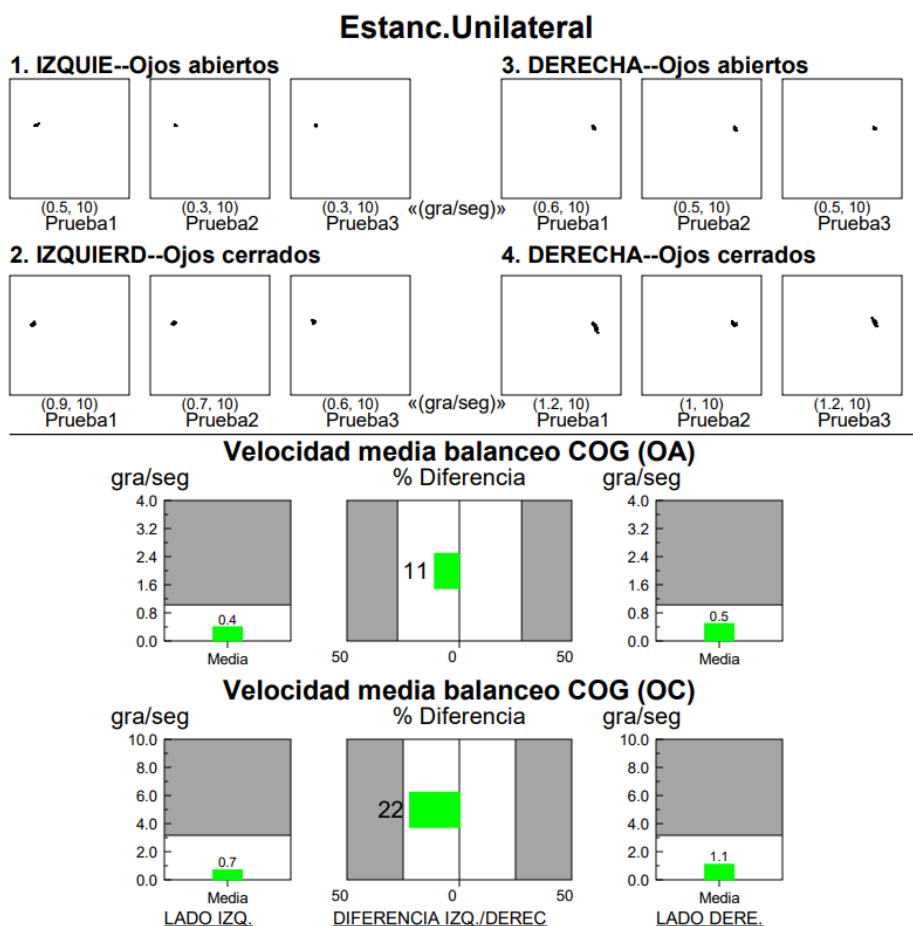 Estanc.Unilateral
1. IZQUIE--Ojos abiertos 3. DERECHA--Ojos abiertos
(0.5, 10) (0.3, 10) (0.3, 10) «(gra/seg)» (0.6, 10) (0.5, 10) (0.5, 10)
Prueba1 Prueba2 Prueba3 Prueba1 Prueba2 Prueba3
2. IZQUIERD--Ojos cerrados 4. DERECHA--Ojos cerrados
(0.9, 10) (0.7, 10) (0.6, 10) «(gra/seg)» (1.2, 10) (1, 10) (1.2, 10)
Prueba1 Prueba2 Prueba3 Prueba1 Prueba2 Prueba3
Velocidad media balanceo COG (OA)
gra/seg % Diferencia gra/seg
4.0 4.0
3.2 3.2
2.4 2.4
11
1.6 1.6
0.8 0.4 0.8 0.5
0.0 0.0
Media 50 0 50 Media
Velocidad media balanceo COG (OC)
gra/seg % Diferencia gra/seg
10.0 10.0
8.0 8.0
6.0 6.0
22
4.0 4.0
2.0 0.7 2.0 1.1
0.0 0.0
Media 50 0 50 Media
LADO IZQ. DIFERENCIA IZQ./DEREC LADO DERE.